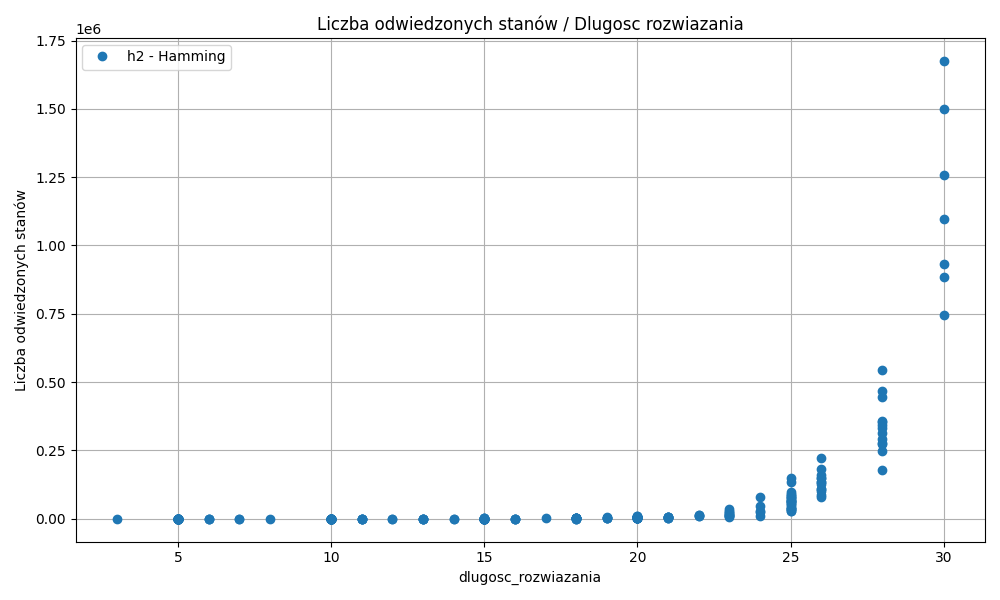 Liczba odwiedzonych stanów / Dlugosc rozwiazania
1e6
1.75
h2 - Hamming
1.50
1.25
1.00
0.75
0.50
0.25
0.00
Liczba odwiedzonych stanów
5 10 15 20 25 30
dlugosc_rozwiazania